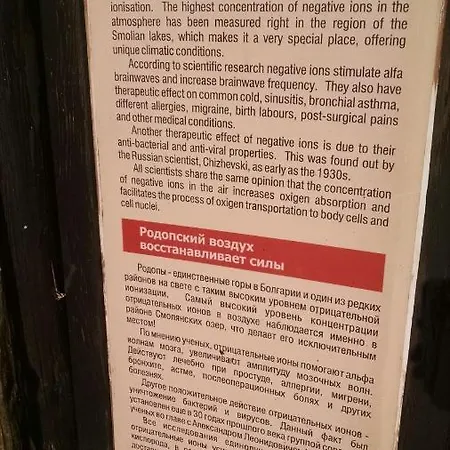 ionisation. The highest concentration of negative ions in the
atmosphere has been measured right in the region of the
Smolian lakes, which makes it a very special place, offering
unique climatic conditions.
According to scientific research negative ions stimulate alfa
brainwaves and increase brainwave frequency. They also have
therapeutic effect on common cold, sinusitis, bronchial asthma,
different allergies, migraine, birth labours, post-surgical pains
and other medical conditions.
Another therapeutic effect of negative ions is due to their
anti-bacterial and anti-viral properties. This was found out by
the Russian scientist, Chizhevski, as early as the 1930s.
All scientists share the same opinion that the concentration
of negative ions in the air increases oxigen absorption and
facilitates the process of oxigen transportation to body cells and
cell nuclei.
Родопский воздух
восстанавливает силы
Родопы - единственные горы в Болгарии и один из редких
районов на свете с таким высоким уровнем отрицательной
ионизации. Самый высокий уровень концентрации
отрицательных ионов в воздухе наблюдается именно в
районе Смолянских озер, что делает его исключительным
местом!
По мнению ученых, отрицательные ионы помогают альфа
волнам мозга, увеличивают амплитуду мозочных волн.
Действуют лечебно при простуде, аллергии, мигрени,
бронхите, астме, послеоперационных болях и других
болезнях.
Другое положительное действие отрицательных ионов -
уничтожение бактерий и вирусов. Данный факт был
установлен еще в 30 годах прошлого века группой
ученых во главе с Александром Леонидовичем
Все исследования
отрицательные ионы
кислорода, в